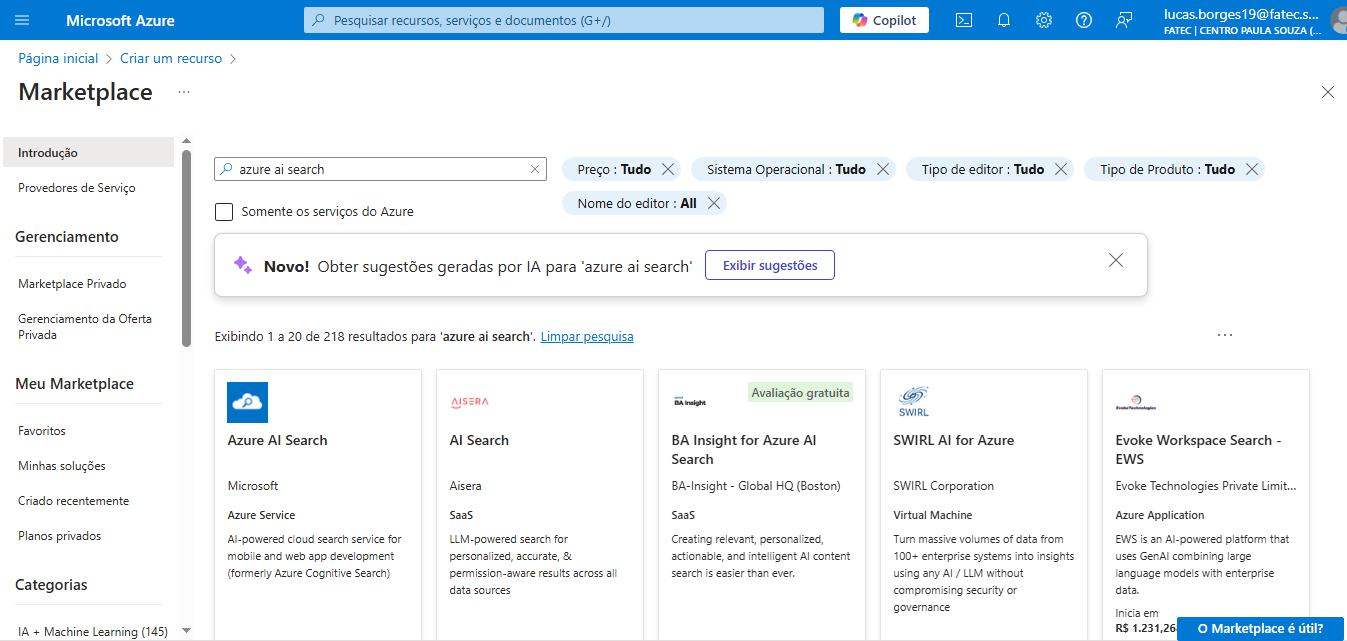 Microsoft Azure
Pesquisar recursos, serviços e documentos (G+/)
Copilot
lucas.borges19@fatec.s...
FATEC | CENTRO PAULA SOUZA (...
Página inicial > Criar um recurso >
Marketplace ...
Introdução
Provedores de Serviço
Gerenciamento
Marketplace Privado
Gerenciamento da Oferta
Privada
Meu Marketplace
Favoritos
Minhas soluções
Criado recentemente
Planos privados
Categorias
IA + Machine Learning (145)
azure ai search
Preço : Tudo
Sistema Operacional : Tudo
Tipo de editor : Tudo
Tipo de Produto : Tudo
Nome do editor : All
Somente os serviços do Azure
Novo! Obter sugestões geradas por IA para 'azure ai search'
Exibir sugestões
Exibindo 1 a 20 de 218 resultados para 'azure ai search'. Limpar pesquisa
Azure AI Search
Microsoft
Azure Service
AI-powered cloud search service for
mobile and web app development
(formerly Azure Cognitive Search)
AISERA
AI Search
Aisera
SaaS
LLM-powered search for
personalized, accurate, &
permission-aware results across all
data sources
BA Insight
Avaliação gratuita
BA Insight for Azure AI
Search
BA-Insight - Global HQ (Boston)
SaaS
Creating relevant, personalized,
actionable, and intelligent AI content
search is easier than ever.
SWIRL
SWIRL AI for Azure
SWIRL Corporation
Virtual Machine
Turn massive volumes of data from
100+ enterprise systems into insights
using any AI / LLM without
compromising security or
governance
EvokeTechnologies
Evoke Workspace Search -
EWS
Evoke Technologies Private Limit...
Azure Application
EWS is an AI-powered platform that
uses GenAI combining large
language models with enterprise
data.
Inicia em
R$ 1.231,26
O Marketplace é útil?